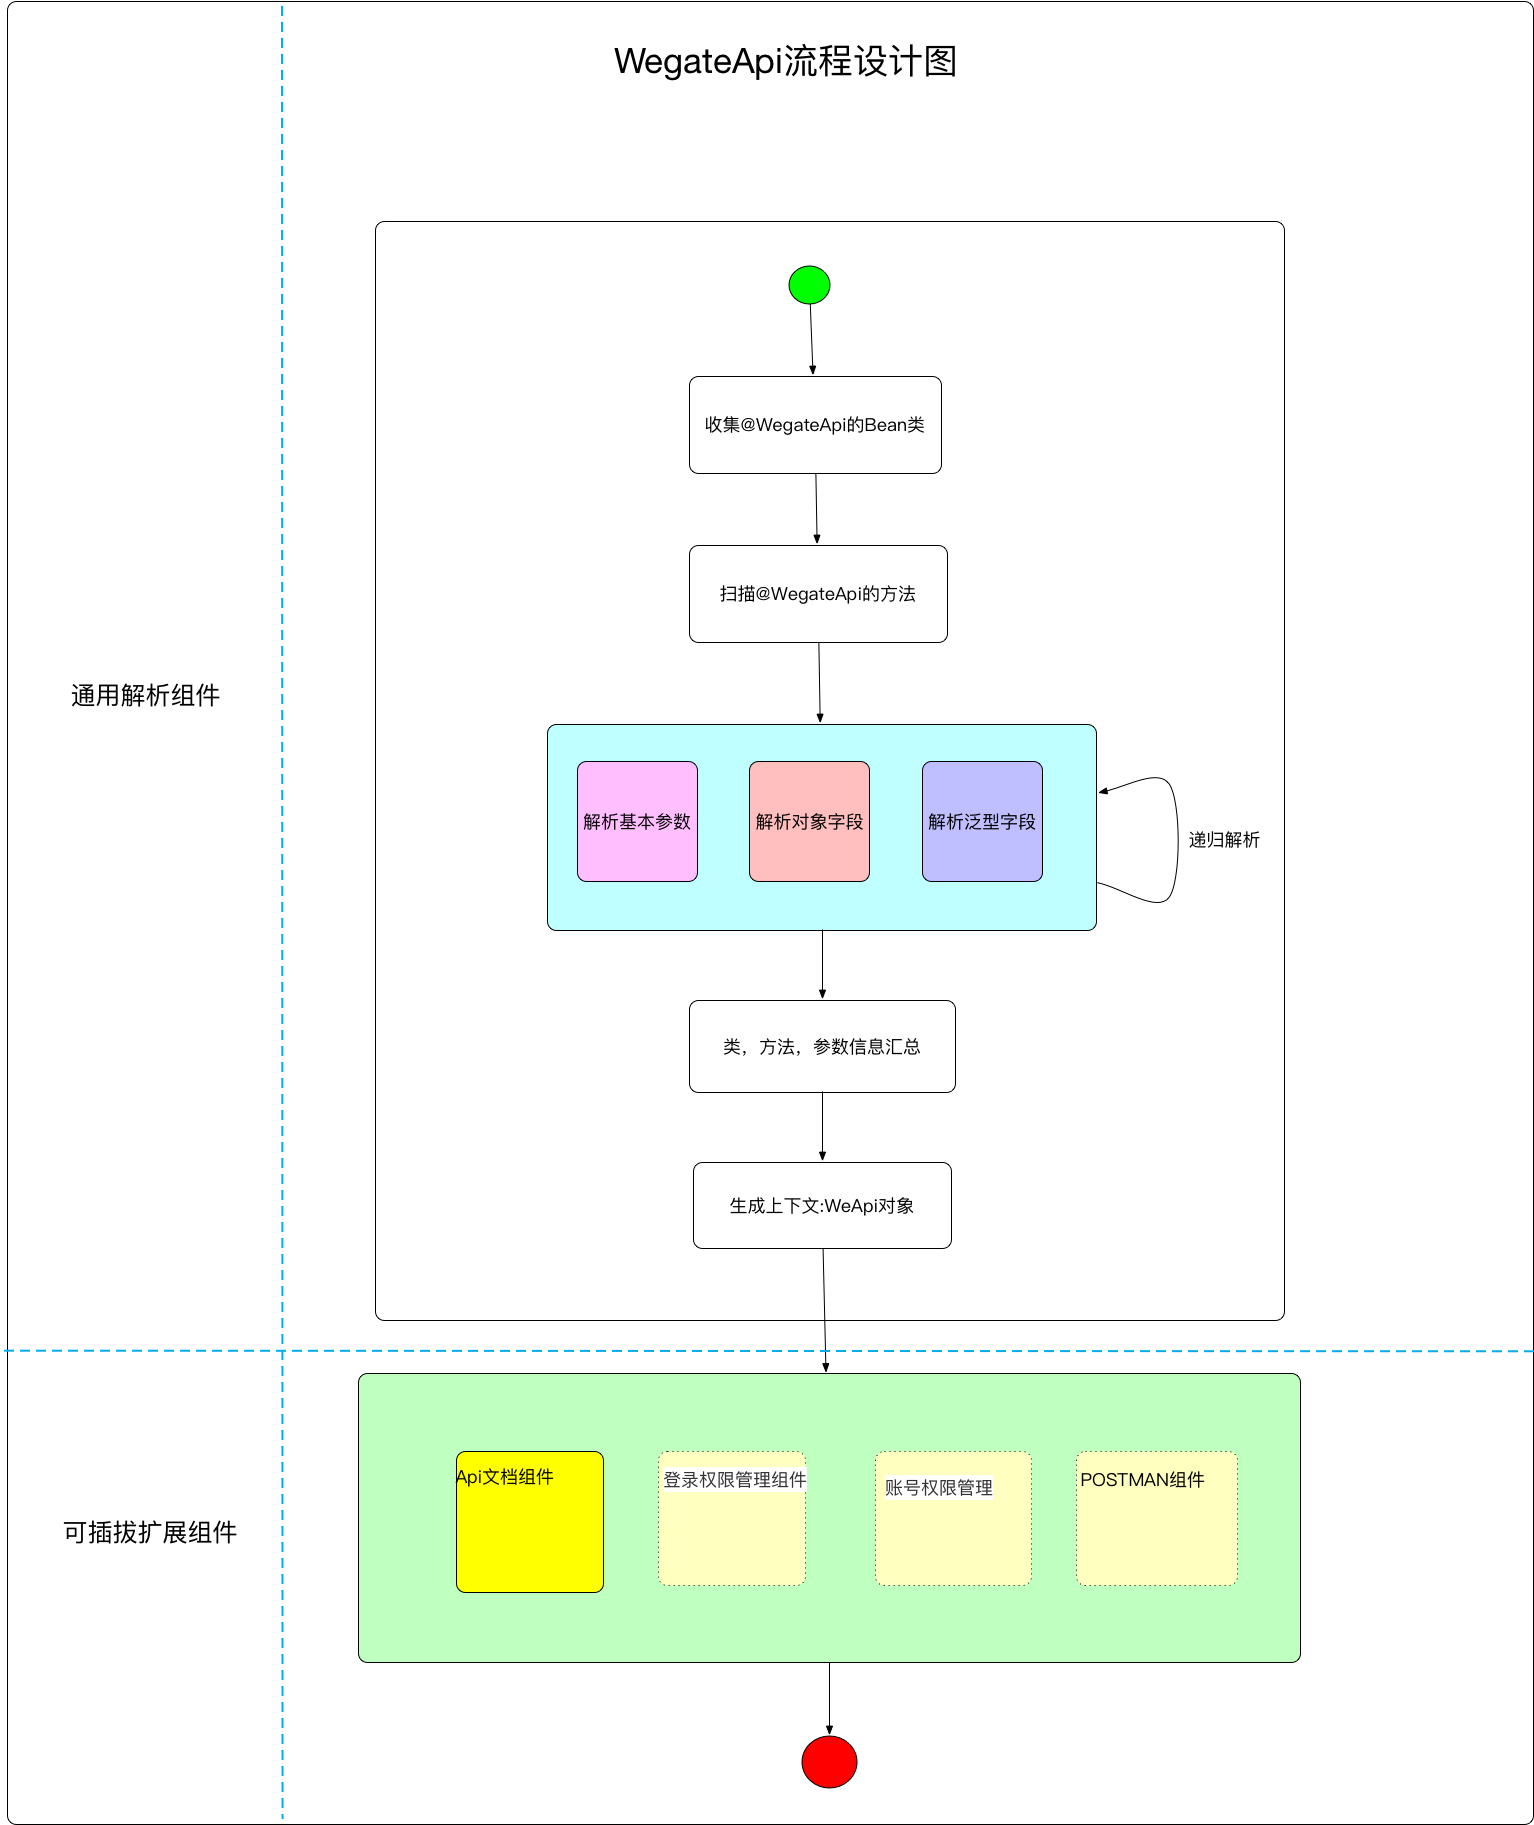 WegateApi流程设计图
收集@WegateApi的Bean类
扫描@WegateApi的方法
通用解析组件
解析基本参数
解析对象字段
解析泛型字段
递归解析
类，方法，参数信息汇总
生成上下文:WeApi对象
Api文档组件
登录权限管理组件
账号权限管理
POSTMAN组件
可插拔扩展组件